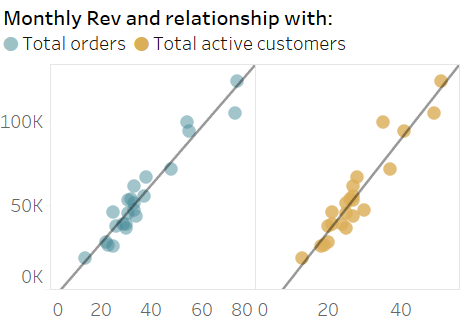 Monthly Rev and relationship with:
Total orders Total active customers
100K
50K
0K
0 20 40 60 80 0 20 40